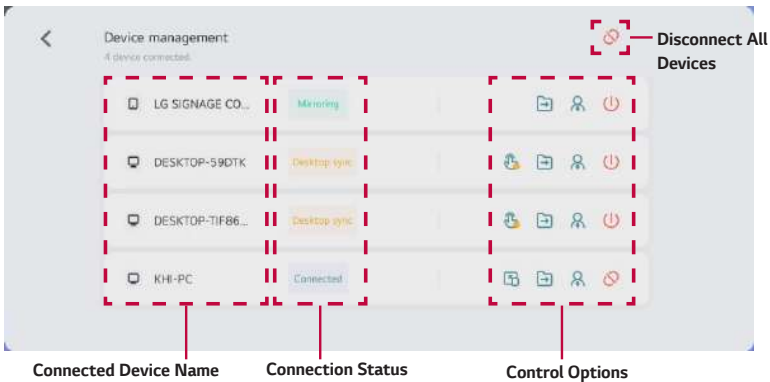 Device management
4 device connected.
Disconnect All
Devices
LG SIGNAGE CO... Mirroring
DESKTOP-59DTK Desktop sync
DESKTOP-TIF86... Desktop sync
KHI-PC Connected
Connected Device Name
Connection Status
Control Options